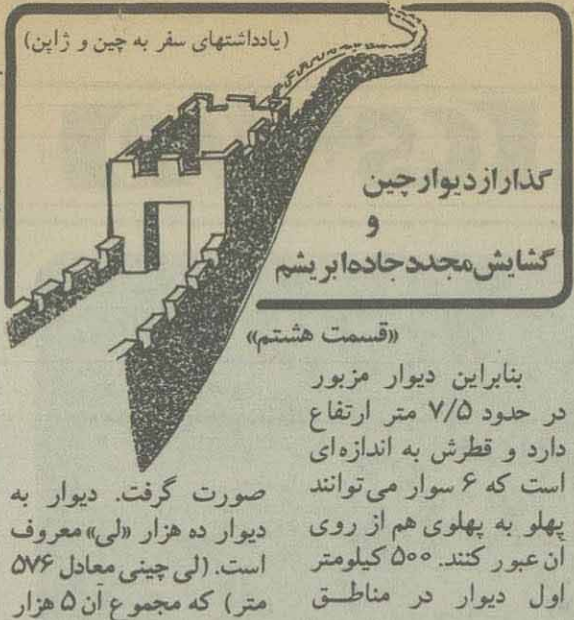 (یادداشتهای سفر به چین و ژاپن)
گذار از دیوار چین
و
گشایش مجدد جاده ابریشم
«قسمت هشتم»
بنابراین دیوار مزبور
در حدود ۷/۵ متر ارتفاع
دارد و قطرش به اندازه‌ای
است که ۶ سوار می‌توانند
پهلو به پهلوی هم از روی
ان عبور کنند. ۵۰۰ کیلومتر
اول دیوار در مناطق
صورت گرفت. دیوار به
دیوار ده هزار «لی» معروف
است. (لی چینی معادل ۵۷۶
متر) که مجموع آن ۵ هزار